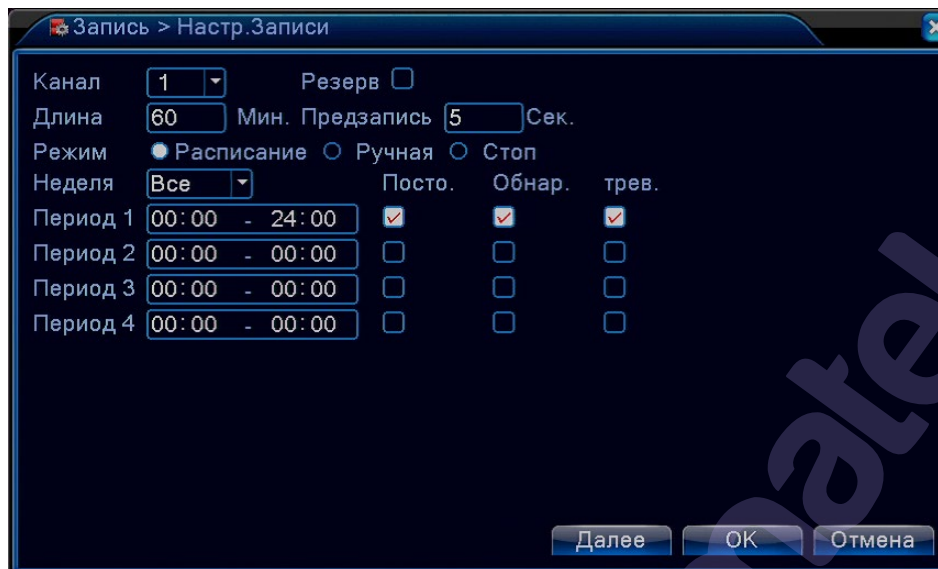 Запись > Настр.Записи
Канал 1 Резерв
Длина 60 Мин. Предзапись 5 Сек.
Режим Расписание Ручная Стоп
Неделя Все Посто. Обнар. трев.
Период 1 00:00 - 24:00
Период 2 00:00 - 00:00
Период 3 00:00 - 00:00
Период 4 00:00 - 00:00
Далее OK Отмена